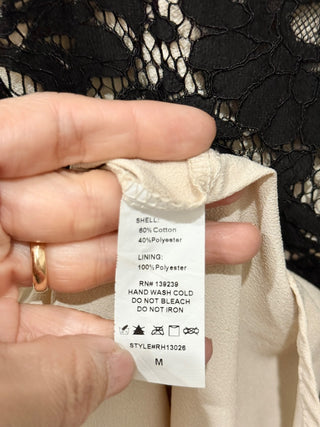 SHELL:
60% Cotton
40%Polyester
LINING:
100%Polyester
RN# 139239
HAND WASH COLD
DO NOT BLEACH
DO NOT IRON
STYLE#RH13026
M